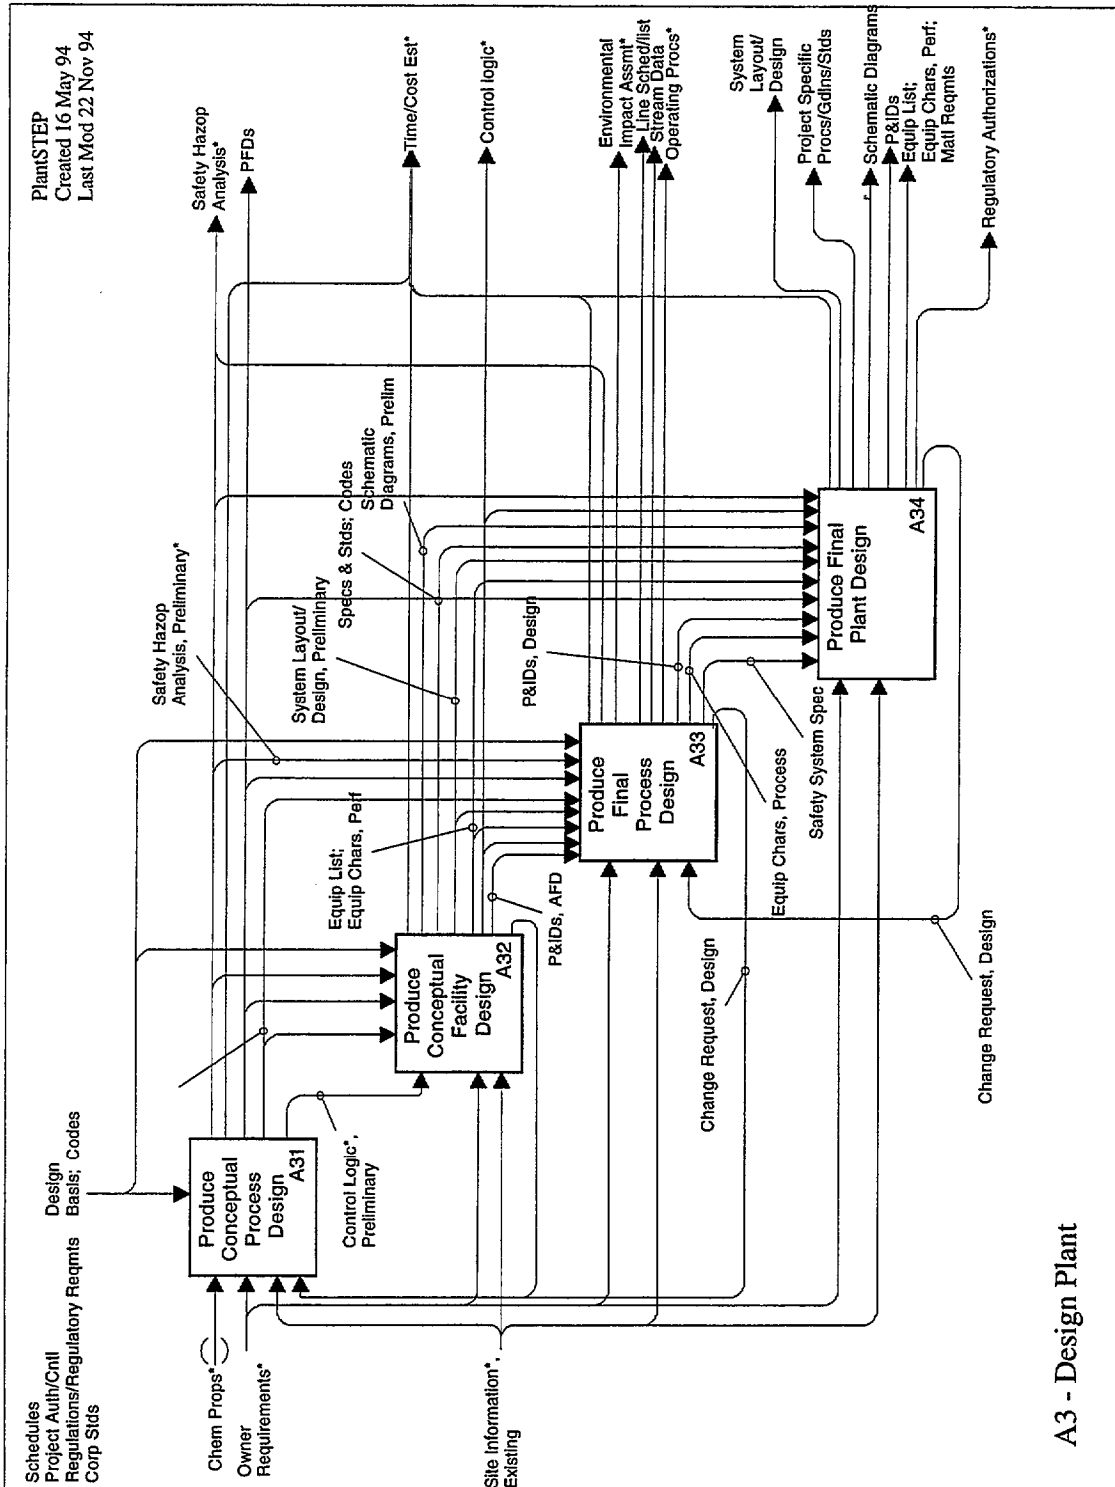 PlantSTEP
Created 16 May 94
Last Mod 22 Nov 94
Schedules
Project Auth/Cntl
Regulations/Regulatory Reqmts
Corp Stds
Design
Basis; Codes
Chem Props*
Owner
Requirements*
Site Information*,
Existing
Produce
Conceptual
Process
Design
A31
Control Logic*,
Preliminary
Produce
Conceptual
Facility
Design
A32
Equip List;
Equip Chars, Perf
P&IDs, AFD
Safety Hazop
Analysis, Preliminary*
System Layout/
Design, Preliminary
Specs & Stds; Codes
Schematic
Diagrams, Prelim
Produce
Final
Process
Design
A33
P&IDs, Design
Equip Chars, Process
Safety System Spec
Change Request, Design
Change Request, Design
Produce Final
Plant Design
A34
Safety Hazop
Analysis*
PFDs
Time/Cost Est*
Control logic*
Environmental
Impact Assmt*
Line Sched/list
Stream Data
Operating Procs*
System
Layout/
Design
Project Specific
Procs/Gdlns/Stds
Schematic Diagrams
P&IDs
Equip List;
Equip Chars, Perf;
Matl Reqmts
Regulatory Authorizations*
A3 - Design Plant